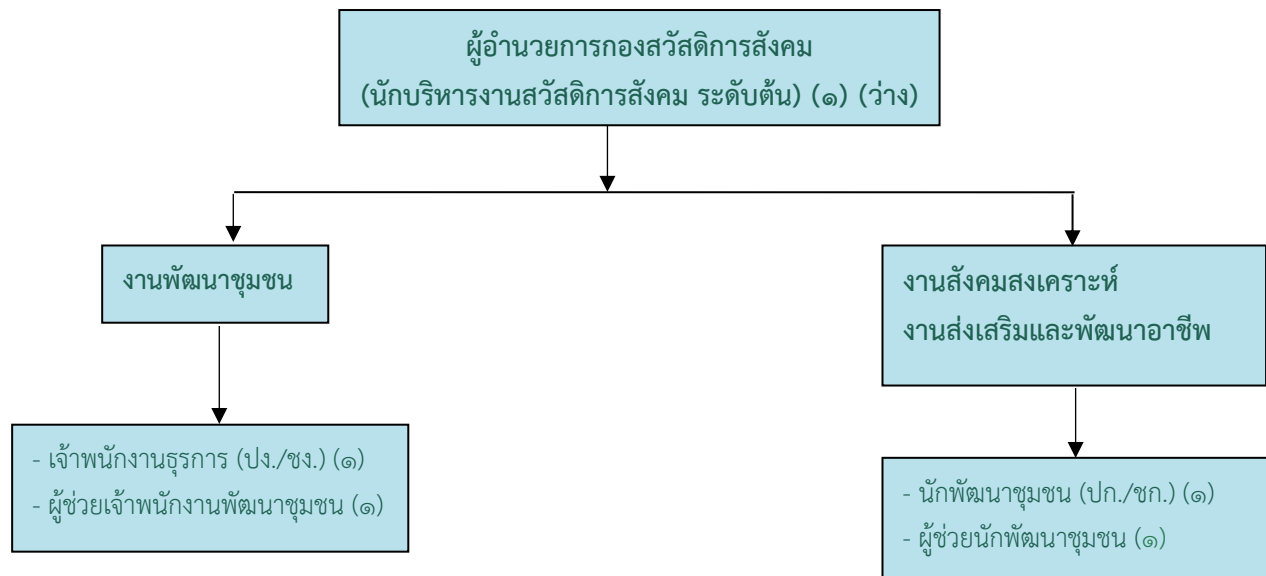 ผู้อำนวยการกองสวัสดิการสังคม
(นักบริหารงานสวัสดิการสังคม ระดับต้น) (๑) (ว่าง)
งานพัฒนาชุมชน
งานสังคมสงเคราะห์
งานส่งเสริมและพัฒนาอาชีพ
- เจ้าพนักงานธุรการ (ปง./ชง.) (๑)
- ผู้ช่วยเจ้าพนักงานพัฒนาชุมชน (๑)
- นักพัฒนาชุมชน (ปก./ชก.) (๑)
- ผู้ช่วยนักพัฒนาชุมชน (๑)